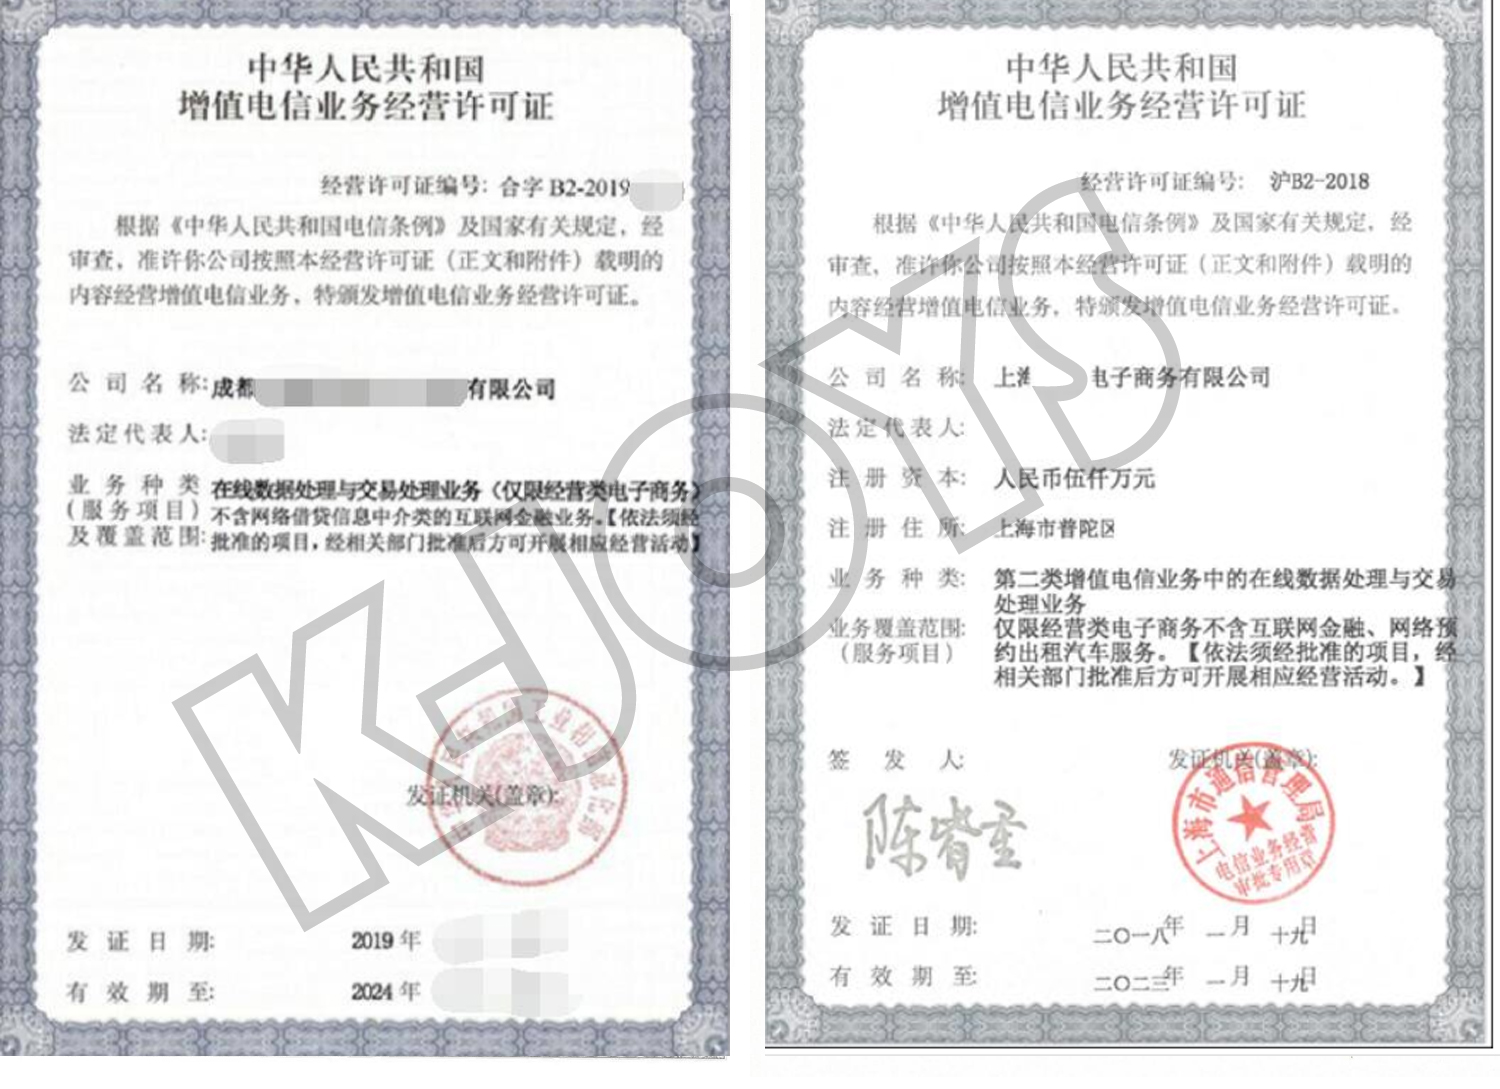 中华人民共和国
增值电信业务经营许可证
经营许可证编号: 合字 B2-2019
根据《中华人民共和国电信条例》及国家有关规定，经
审查，准许你公司按照本经营许可证（正文和附件）载明的
内容经营增值电信业务，特颁发增值电信业务经营许可证。
公司名称: 成都 有限公司
法定代表人:
业务种类 在线数据处理与交易处理业务（仅限经营类电子商务）
(服务项目) 不含网络借贷信息中介类的互联网金融业务。【依法须经
及覆盖范围: 批准的项目，经相关部门批准后方可开展相应经营活动】
发证机关(盖章):
发证日期: 2019 年
有效期至: 2024 年
中华人民共和国
增值电信业务经营许可证
经营许可证编号: 沪B2-2018
根据《中华人民共和国电信条例》及国家有关规定，经
审查，准许你公司按照本经营许可证（正文和附件）载明的
内容经营增值电信业务，特颁发增值电信业务经营许可证。
公司名称: 上海 电子商务有限公司
法定代表人:
注册资本: 人民币伍仟万元
注册住所: 上海市普陀区
业务种类: 第二类增值电信业务中的在线数据处理与交易
处理业务
业务覆盖范围: 仅限经营类电子商务不含互联网金融、网络预
（服务项目） 约出租汽车服务。【依法须经批准的项目，经
相关部门批准后方可开展相应经营活动。】
签发人:
发证机关(盖章):
上海市通信管理局
电信业务经营
审批专用章
发证日期: 二〇一八年 一月 十九日
有效期至: 二〇二三年 一月 十九日
K-JOYS